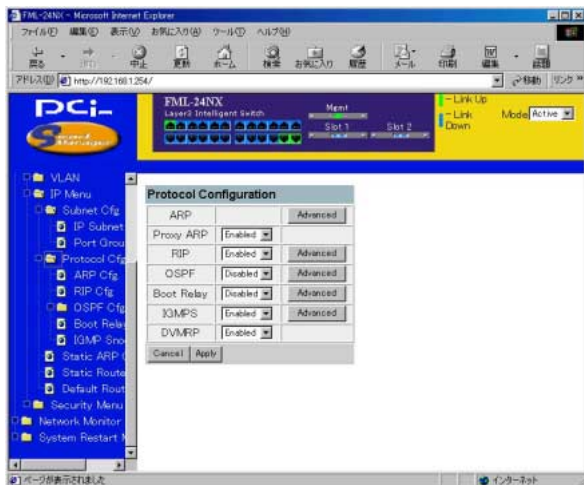 FML-24NX - Microsoft Internet Explorer
ファイル(F) 編集(E) 表示(V) お気に入り(A) ツール(T) ヘルプ(H)
戻る 中止 更新 ホーム 検索 お気に入り 履歴 メール 印刷 編集
アドレス(D) http://192.168.1.254/ 移動 リンク
PCi
FML-24NX
Layer3 Intelligent Switch
Mgmt
Slot 1
Slot 2
Link Up
Link Down
Mode Active
VLAN
IP Menu
Subnet Cfg
IP Subnet
Port Grou
Protocol Cfg
ARP Cfg
RIP Cfg
OSPF Cfg
Boot Relay
IGMP Sno
Static ARP
Static Route
Default Rout
Security Menu
Network Monitor
System Restart
Protocol Configuration
ARP Advanced
Proxy ARP Enabled
RIP Enabled Advanced
OSPF Disabled Advanced
Boot Relay Disabled Advanced
IGMPS Enabled Advanced
DVMRP Enabled
Cancel Apply
ページが表示されました
インターネット